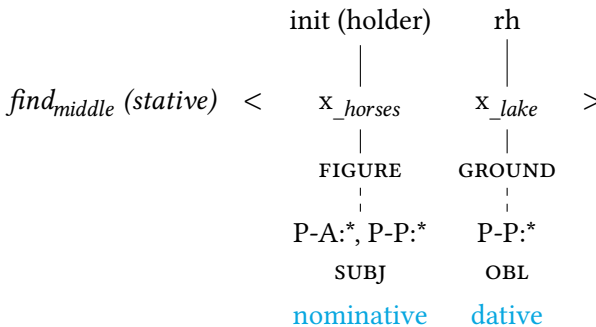 init (holder) rh
find_middle (stative) < x_horses x_lake >
FIGURE GROUND
P-A:*, P-P:* P-P:*
SUBJ OBL
nominative dative